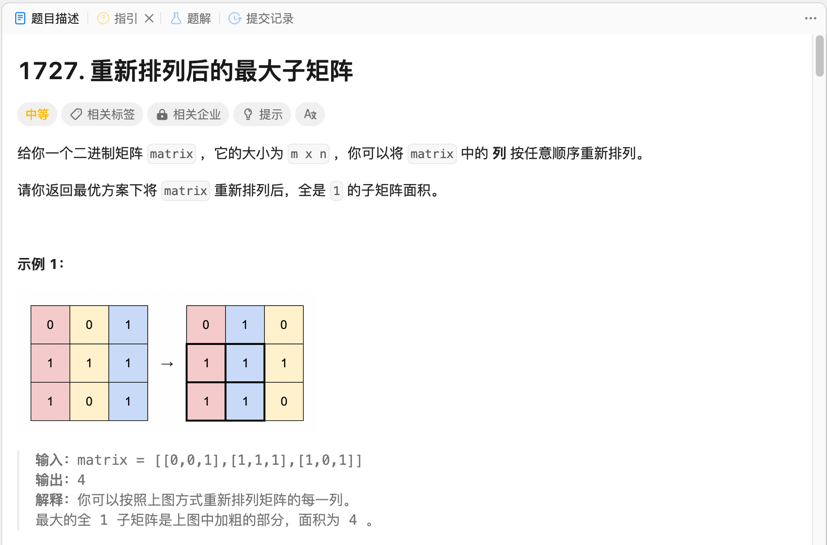 题目描述 指引 题解 提交记录
1727. 重新排列后的最大子矩阵
中等 相关标签 相关企业 提示 Ax
给你一个二进制矩阵 matrix ，它的大小为 m x n ，你可以将 matrix 中的 列 按任意顺序重新排列。
请你返回最优方案下将 matrix 重新排列后，全是 1 的子矩阵面积。
示例 1：
0 0 1 0 1 0
1 1 1 → 1 1 1
1 0 1 1 1 0
输入：matrix = [[0,0,1],[1,1,1],[1,0,1]]
输出：4
解释：你可以按照上图方式重新排列矩阵的每一列。
最大的全 1 子矩阵是上图中加粗的部分，面积为 4 。